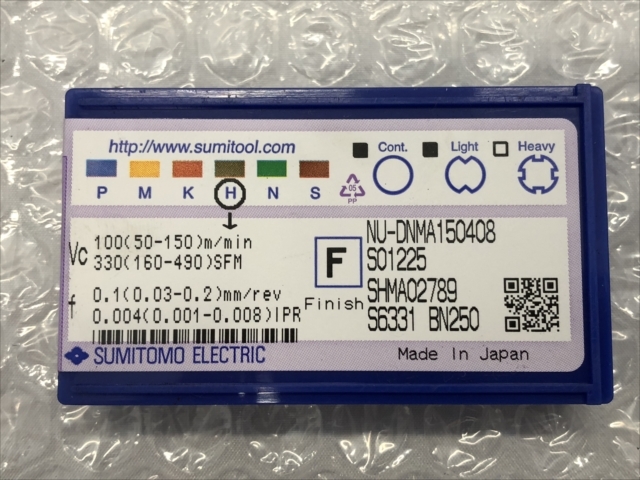 http://www.sumitool.com
Cont. Light Heavy
P M K H N S
05
PP
Vc 100(50-150)m/min
330(160-490)SFM
f 0.1(0.03-0.2)mm/rev
0.004(0.001-0.008)IPR
F
Finish
NU-DNMA150408
S01225
SHMA02789
S6331 BN250
SUMITOMO ELECTRIC
Made In Japan